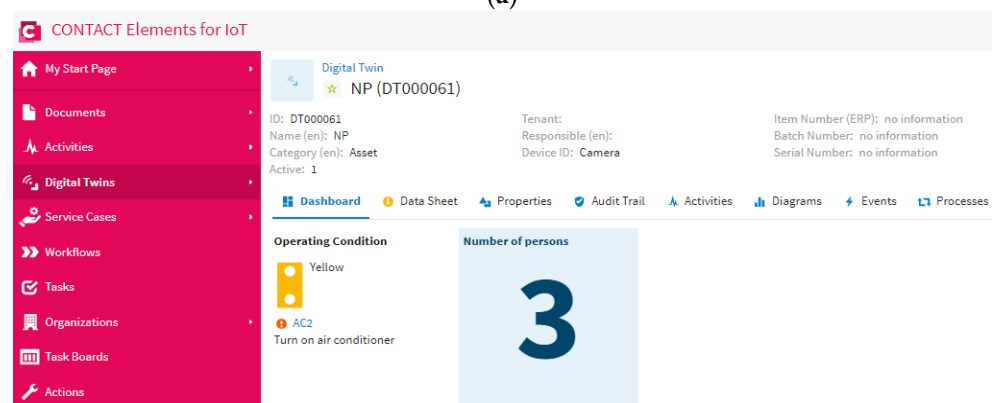 (a)
CONTACT Elements for IoT
My Start Page
Documents
Activities
Digital Twins
Service Cases
Workflows
Tasks
Organizations
Task Boards
Actions
Digital Twin
NP (DT000061)
ID: DT000061
Name (en): NP
Category (en): Asset
Active: 1
Tenant:
Responsible (en):
Device ID: Camera
Item Number (ERP): no information
Batch Number: no information
Serial Number: no information
Dashboard Data Sheet Properties Audit Trail Activities Diagrams Events Processes
Operating Condition
Yellow
AC2
Turn on air conditioner
Number of persons
3